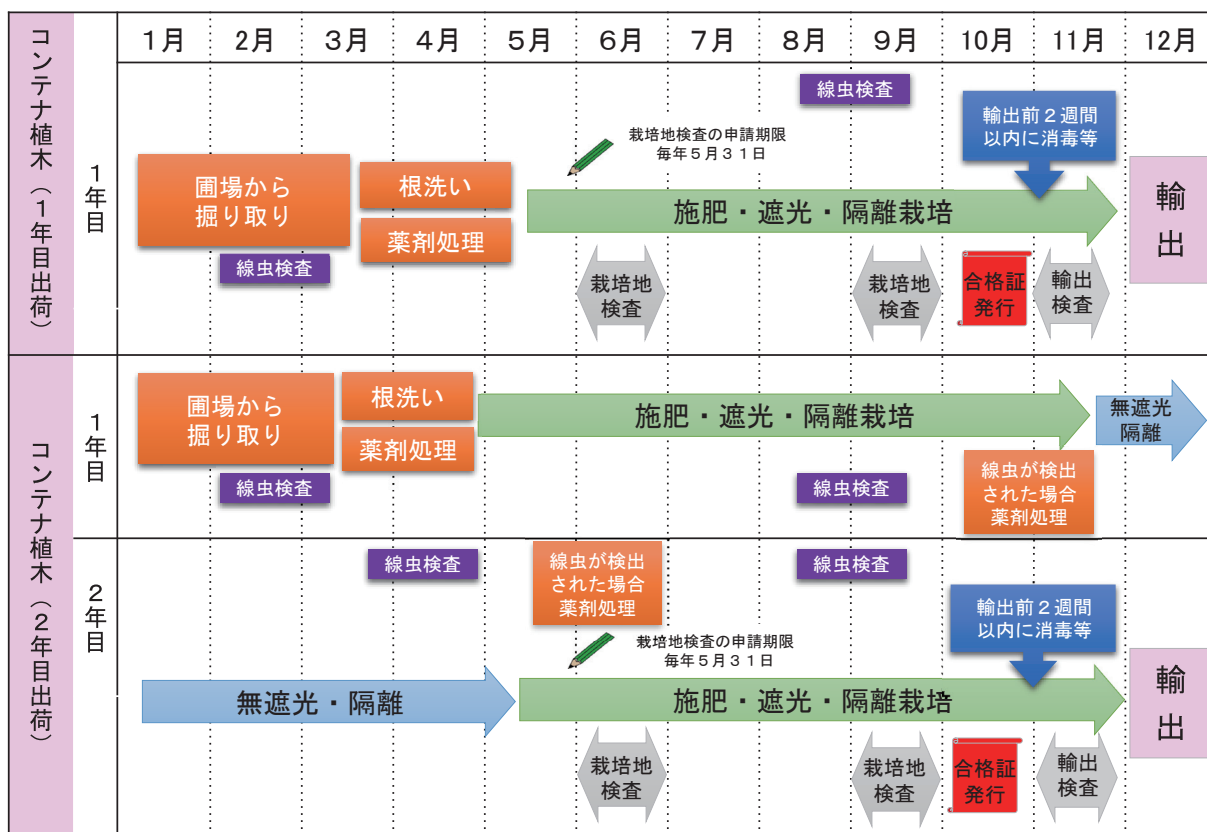 1月 2月 3月 4月 5月 6月 7月 8月 9月 10月 11月 12月
コンテナ植木（1年目出荷）
1年目
線虫検査
輸出前２週間
以内に消毒等
栽培地検査の申請期限
毎年５月３１日
圃場から
掘り取り
根洗い
薬剤処理
線虫検査
施肥・遮光・隔離栽培
輸出
栽培地
検査
栽培地
検査
合格証
発行
輸出
検査
コンテナ植木（２年目出荷）
1年目
圃場から
掘り取り
根洗い
薬剤処理
施肥・遮光・隔離栽培
無遮光
隔離
線虫検査
線虫検査
線虫が検出
された場合
薬剤処理
2年目
線虫検査
線虫が検出
された場合
薬剤処理
線虫検査
輸出前２週間
以内に消毒等
栽培地検査の申請期限
毎年５月３１日
無遮光・隔離
施肥・遮光・隔離栽培
輸出
栽培地
検査
栽培地
検査
合格証
発行
輸出
検査